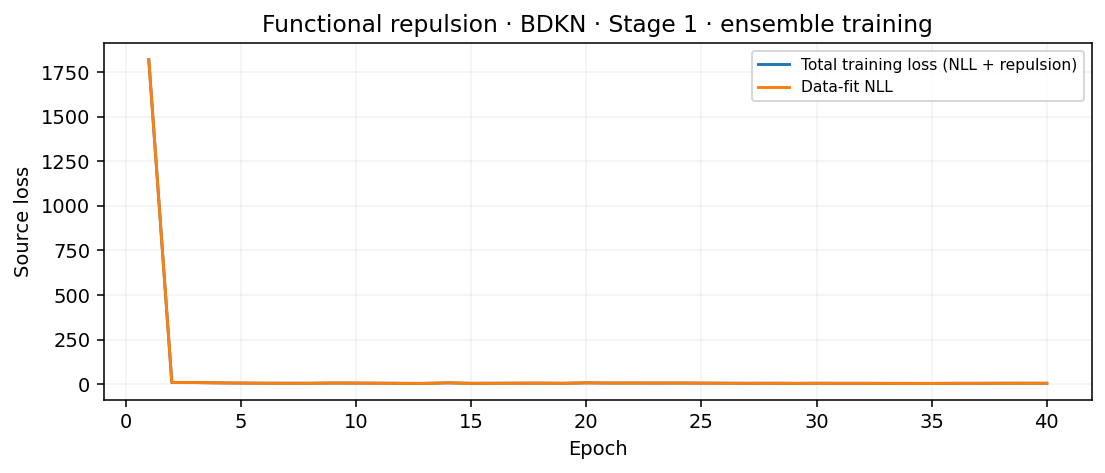 Functional repulsion · BDKN · Stage 1 · ensemble training
Total training loss (NLL + repulsion)
Data-fit NLL
Source loss
1750
1500
1250
1000
750
500
250
0
0 5 10 15 20 25 30 35 40
Epoch